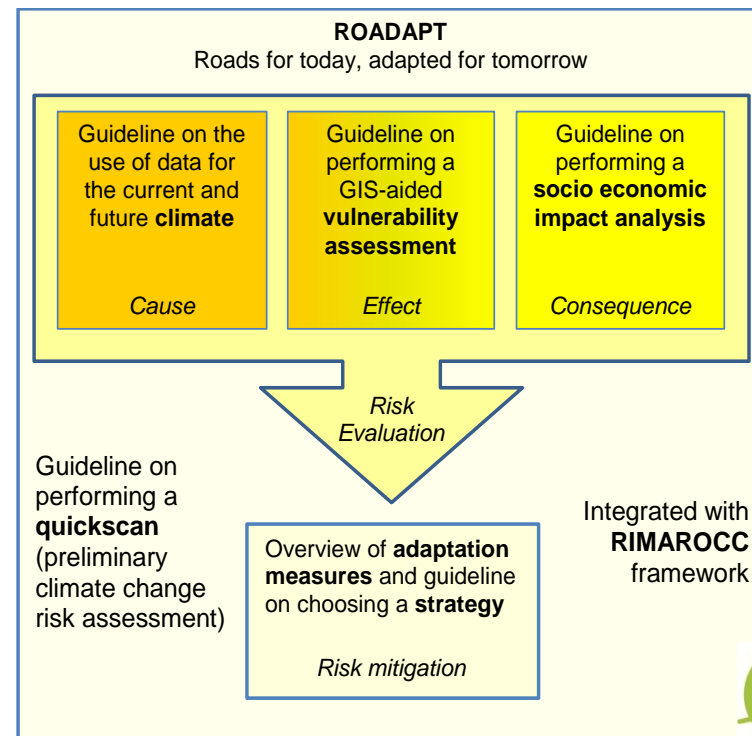 ROADAPT
Roads for today, adapted for tomorrow
Guideline on the
use of data for
the current and
future climate
Cause
Guideline on
performing a
GIS-aided
vulnerability
assessment
Effect
Guideline on
performing a
socio economic
impact analysis
Consequence
Risk
Evaluation
Guideline on
performing a
quickscan
(preliminary
climate change
risk assessment)
Overview of adaptation
measures and guideline
on choosing a strategy
Risk mitigation
Integrated with
RIMAROCC
framework